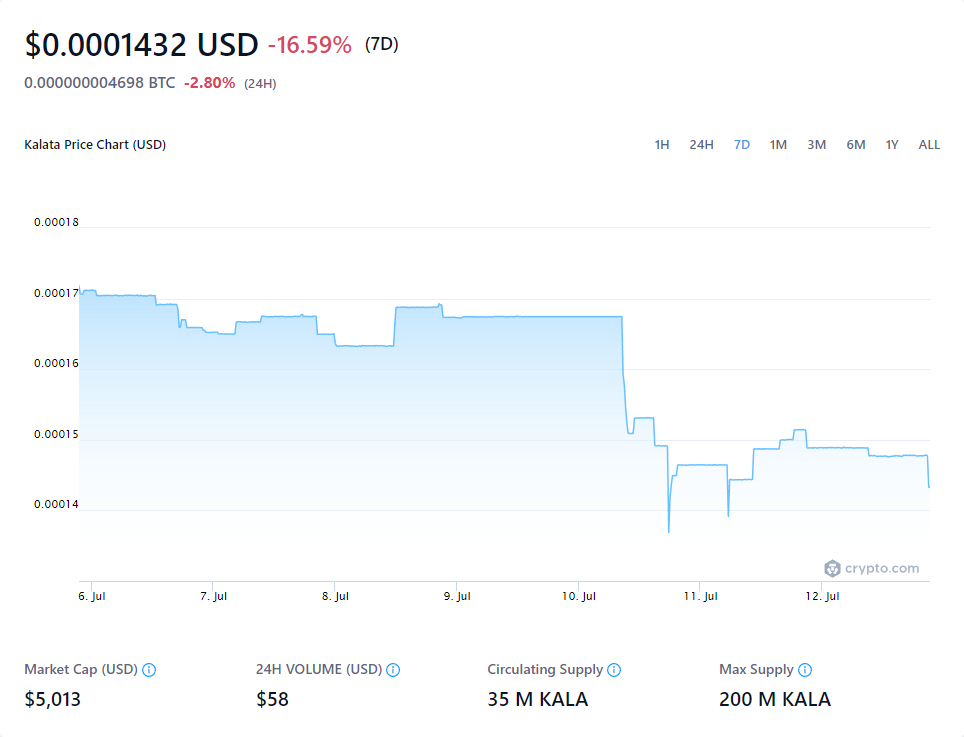 $0.0001432 USD -16.59% (7D)
0.000000004698 BTC -2.80% (24H)
Kalata Price Chart (USD) 1H 24H 7D 1M 3M 6M 1Y ALL
0.00018
0.00017
0.00016
0.00015
0.00014
crypto.com
6. Jul 7. Jul 8. Jul 9. Jul 10. Jul 11. Jul 12. Jul
Market Cap (USD) 24H VOLUME (USD) Circulating Supply Max Supply
$5,013 $58 35 M KALA 200 M KALA